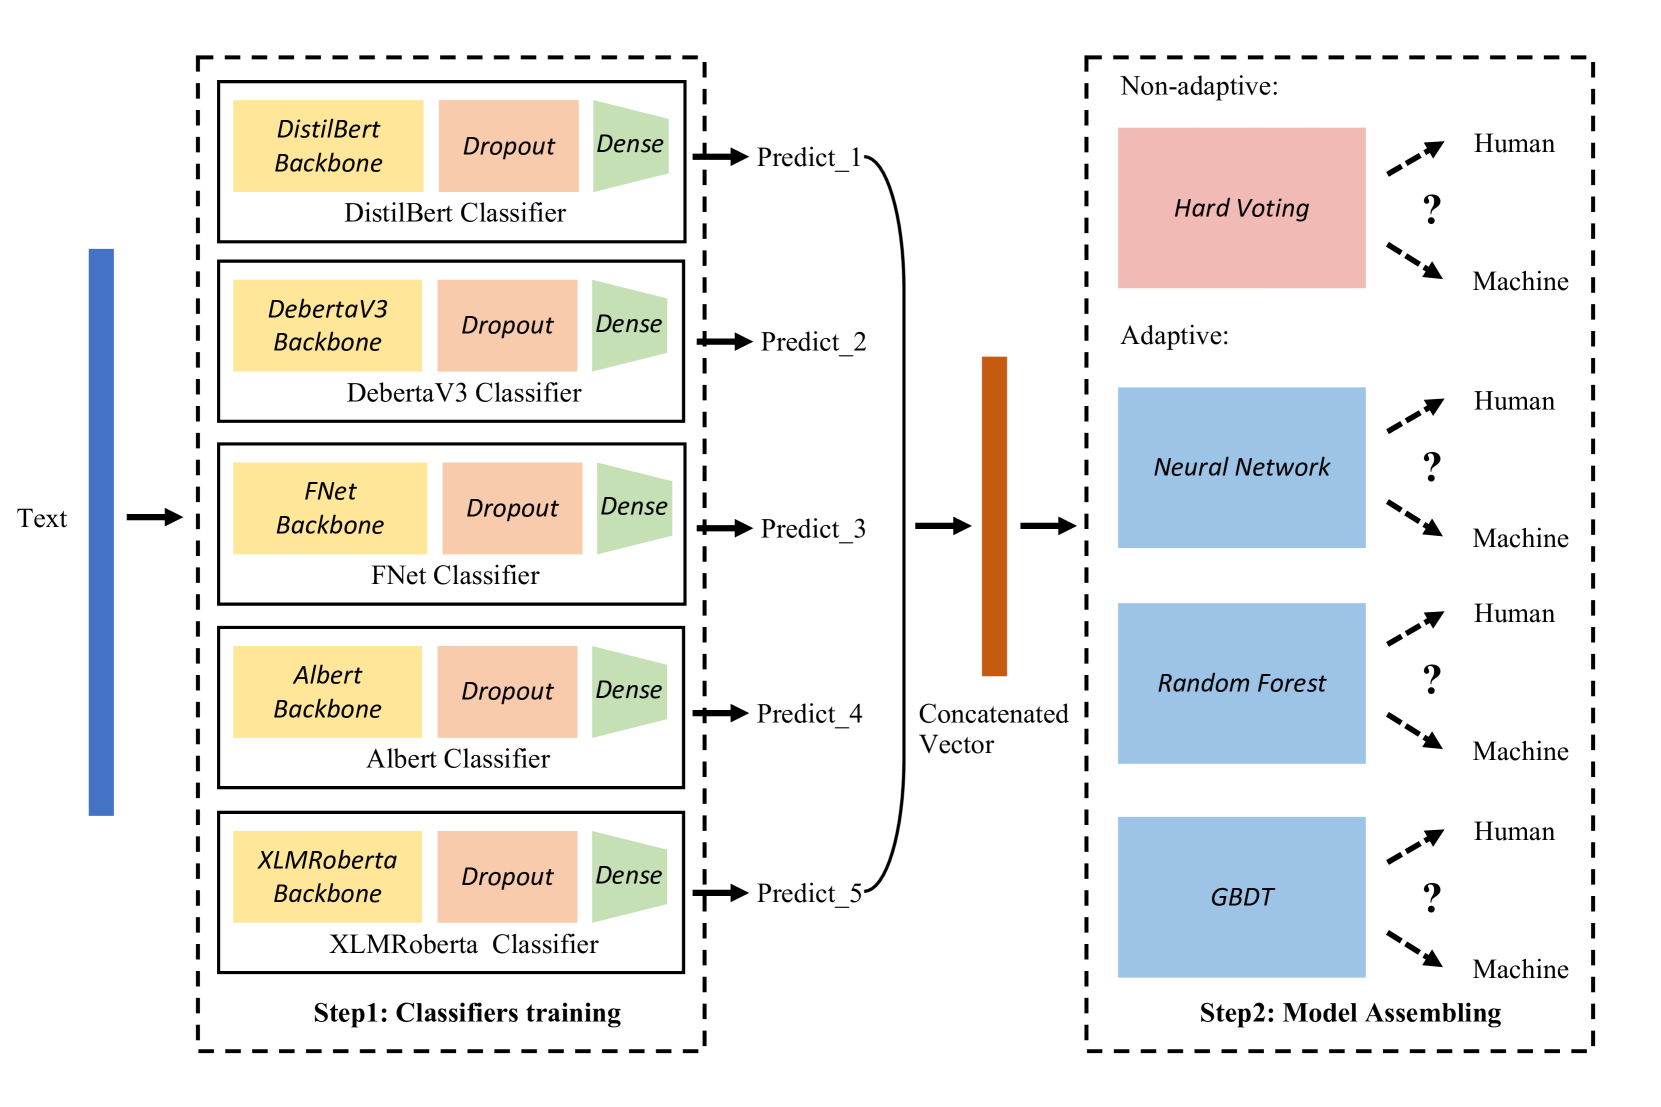 Text
DistilBert
Backbone
Dropout
Dense
DistilBert Classifier
DebertaV3
Backbone
Dropout
Dense
DebertaV3 Classifier
FNet
Backbone
Dropout
Dense
FNet Classifier
Albert
Backbone
Dropout
Dense
Albert Classifier
XLMRoberta
Backbone
Dropout
Dense
XLMRoberta Classifier
Step1: Classifiers training
Predict_1
Predict_2
Predict_3
Predict_4
Predict_5
Concatenated
Vector
Non-adaptive:
Hard Voting
Human
?
Machine
Adaptive:
Neural Network
Human
?
Machine
Random Forest
Human
?
Machine
GBDT
Human
?
Machine
Step2: Model Assembling